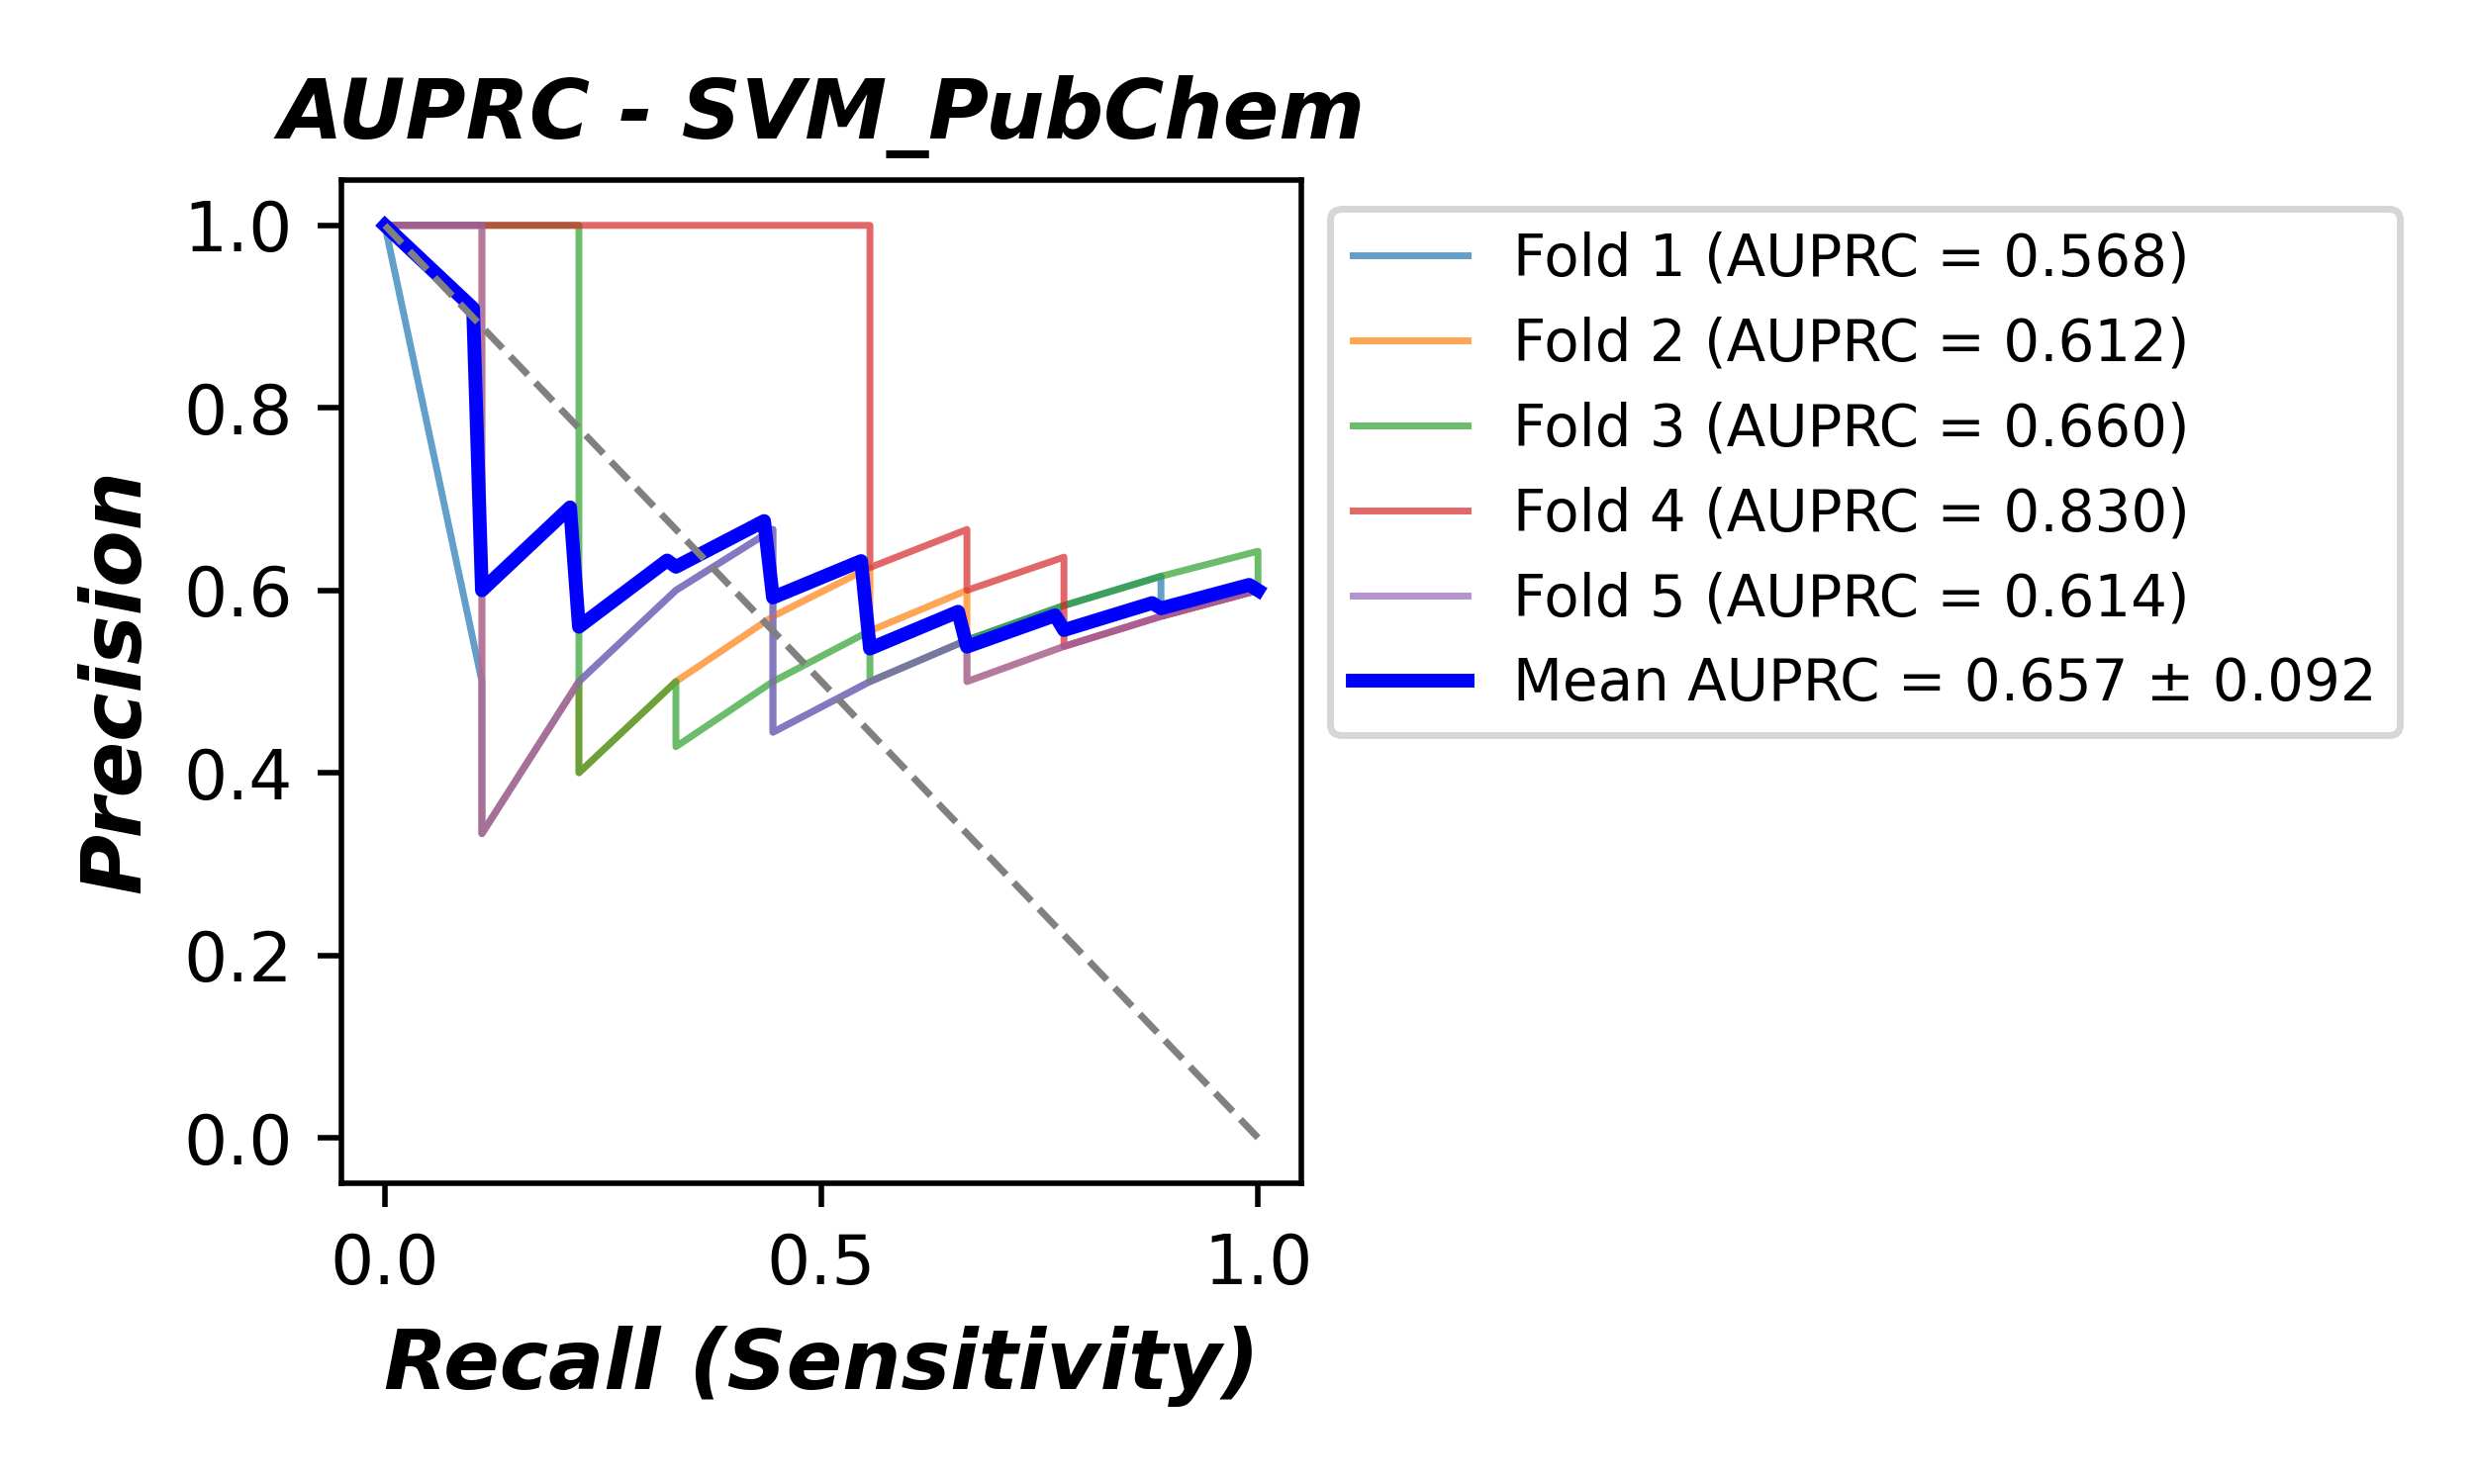 AUPRC - SVM_PubChem
Precision
1.0
0.8
0.6
0.4
0.2
0.0
0.0 0.5 1.0
Recall (Sensitivity)
Fold 1 (AUPRC = 0.568)
Fold 2 (AUPRC = 0.612)
Fold 3 (AUPRC = 0.660)
Fold 4 (AUPRC = 0.830)
Fold 5 (AUPRC = 0.614)
Mean AUPRC = 0.657 ± 0.092